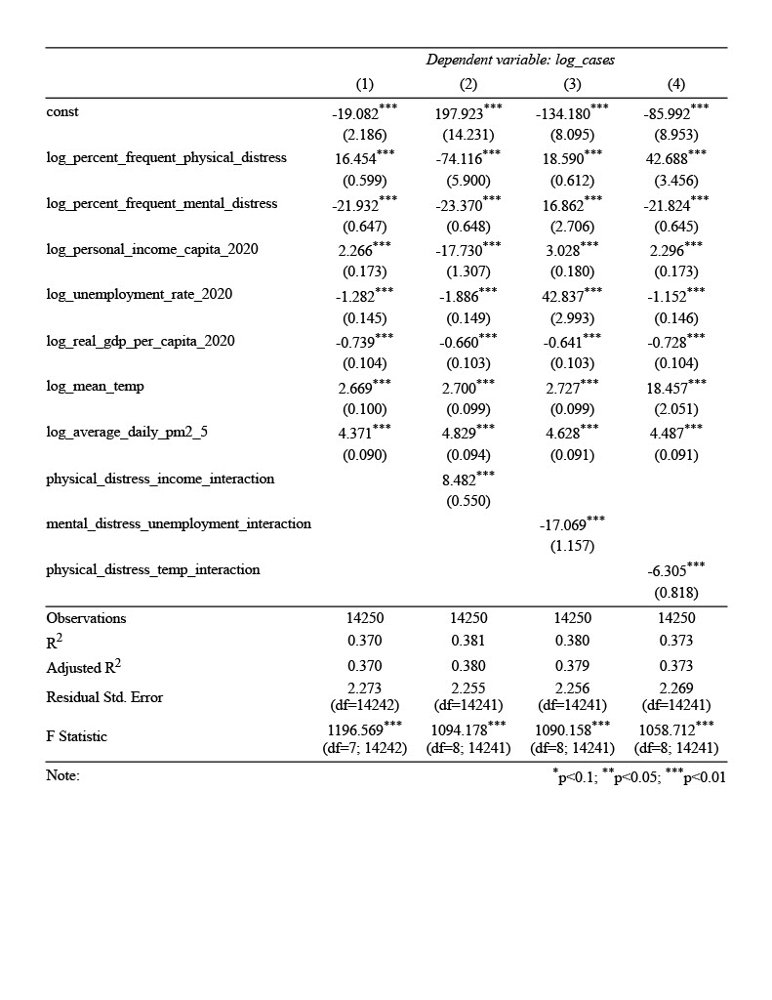 Dependent variable: log_cases
(1) (2) (3) (4)
const -19.082*** 197.923*** -134.180*** -85.992***
(2.186) (14.231) (8.095) (8.953)
log_percent_frequent_physical_distress 16.454*** -74.116*** 18.590*** 42.688***
(0.599) (5.900) (0.612) (3.456)
log_percent_frequent_mental_distress -21.932*** -23.370*** 16.862*** -21.824***
(0.647) (0.648) (2.706) (0.645)
log_personal_income_capita_2020 2.266*** -17.730*** 3.028*** 2.296***
(0.173) (1.307) (0.180) (0.173)
log_unemployment_rate_2020 -1.282*** -1.886*** 42.837*** -1.152***
(0.145) (0.149) (2.993) (0.146)
log_real_gdp_per_capita_2020 -0.739*** -0.660*** -0.641*** -0.728***
(0.104) (0.103) (0.103) (0.104)
log_mean_temp 2.669*** 2.700*** 2.727*** 18.457***
(0.100) (0.099) (0.099) (2.051)
log_average_daily_pm2_5 4.371*** 4.829*** 4.628*** 4.487***
(0.090) (0.094) (0.091) (0.091)
physical_distress_income_interaction 8.482***
(0.550)
mental_distress_unemployment_interaction -17.069***
(1.157)
physical_distress_temp_interaction -6.305***
(0.818)
Observations 14250 14250 14250 14250
R2 0.370 0.381 0.380 0.373
Adjusted R2 0.370 0.380 0.379 0.373
Residual Std. Error 2.273 2.255 2.256 2.269
(df=14242) (df=14241) (df=14241) (df=14241)
F Statistic 1196.569*** 1094.178*** 1090.158*** 1058.712***
(df=7; 14242) (df=8; 14241) (df=8; 14241) (df=8; 14241)
Note: *p<0.1; **p<0.05; ***p<0.01